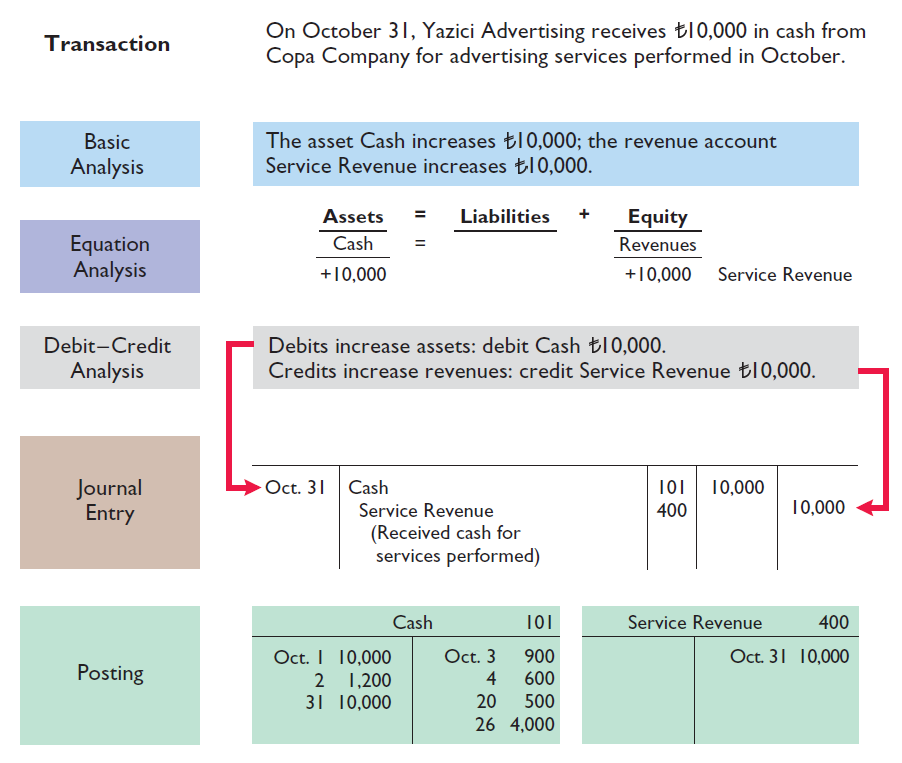 Transaction
On October 31, Yazici Advertising receives ₺10,000 in cash from
Copa Company for advertising services performed in October.
Basic
Analysis
The asset Cash increases ₺10,000; the revenue account
Service Revenue increases ₺10,000.
Equation
Analysis
Assets = Liabilities + Equity
Cash = Revenues
+10,000 +10,000 Service Revenue
Debit–Credit
Analysis
Debits increase assets: debit Cash ₺10,000.
Credits increase revenues: credit Service Revenue ₺10,000.
Journal
Entry
Oct. 31 Cash 101 10,000
Service Revenue 400 10,000
(Received cash for
services performed)
Posting
Cash 101
Oct. 1 10,000 Oct. 3 900
2 1,200 4 600
31 10,000 20 500
26 4,000
Service Revenue 400
Oct. 31 10,000